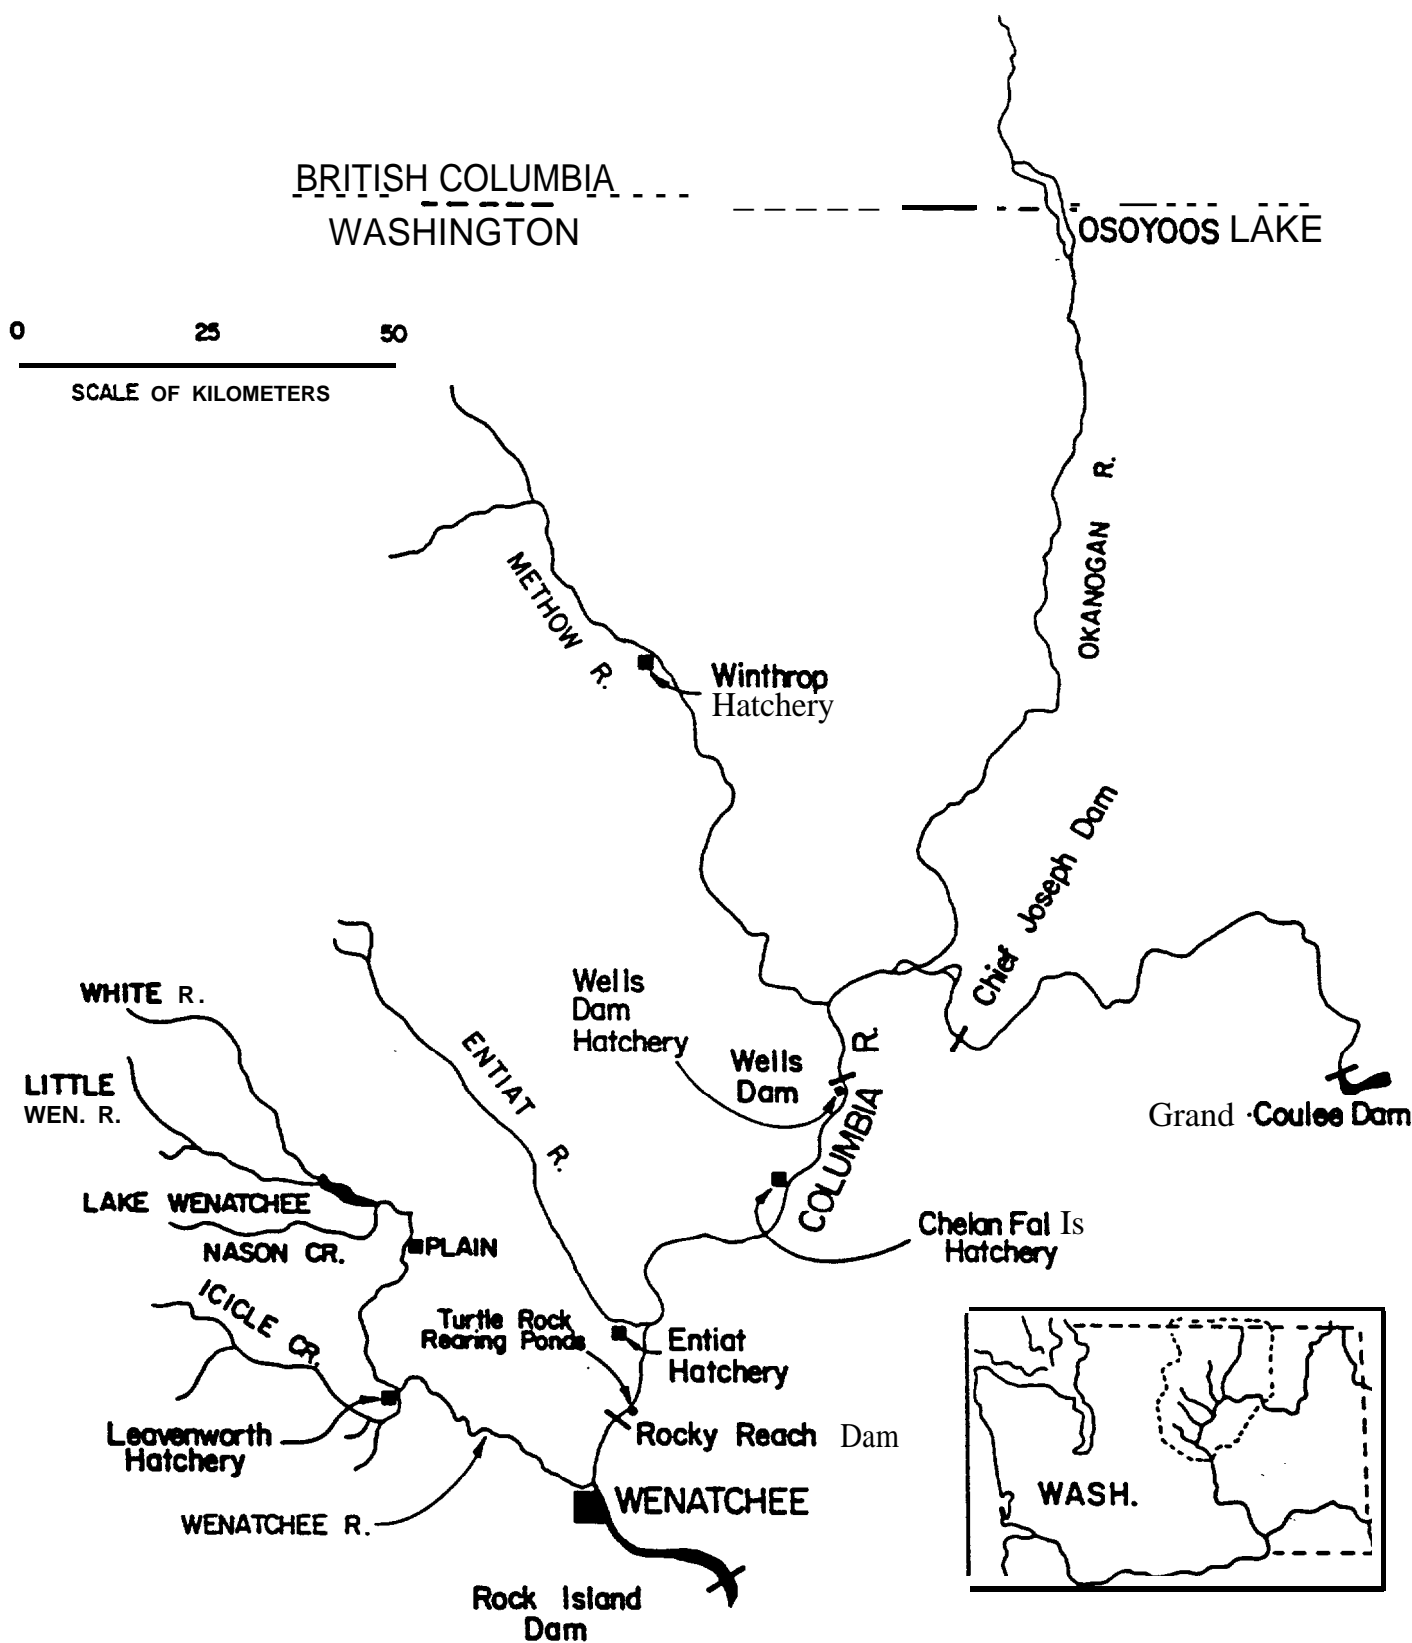 BRITISH COLUMBIA
WASHINGTON
OSOYOOS LAKE
0 25 50
SCALE OF KILOMETERS
OKANOGAN R.
METHOW R.
Winthrop
Hatchery
Chief Joseph Dam
WHITE R.
Wells
Dam
Hatchery
ENTIAT R.
Wells
Dam
COLUMBIA R.
LITTLE
WEN. R.
Grand ·Coulee Dam
LAKE WENATCHEE
NASON CR.
PLAIN
Chelan Fal Is
Hatchery
ICICLE CR.
Turtle Rock
Rearing Ponds
Entiat
Hatchery
Leavenworth
Hatchery
Rocky Reach Dam
WENATCHEE
WENATCHEE R.
WASH.
Rock Island
Dam